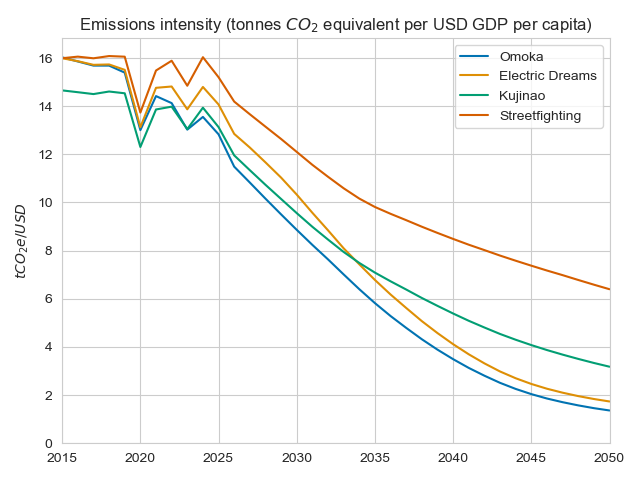 Emissions intensity (tonnes CO₂ equivalent per USD GDP per capita)
Omoka
Electric Dreams
Kujinao
Streetfighting
tCO₂e/USD
16
14
12
10
8
6
4
2
0
2015 2020 2025 2030 2035 2040 2045 2050